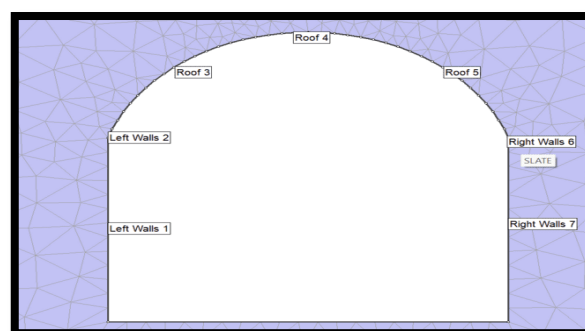 Roof 4
Roof 3
Roof 5
Left Walls 2
Right Walls 6
SLATE
Left Walls 1
Right Walls 7